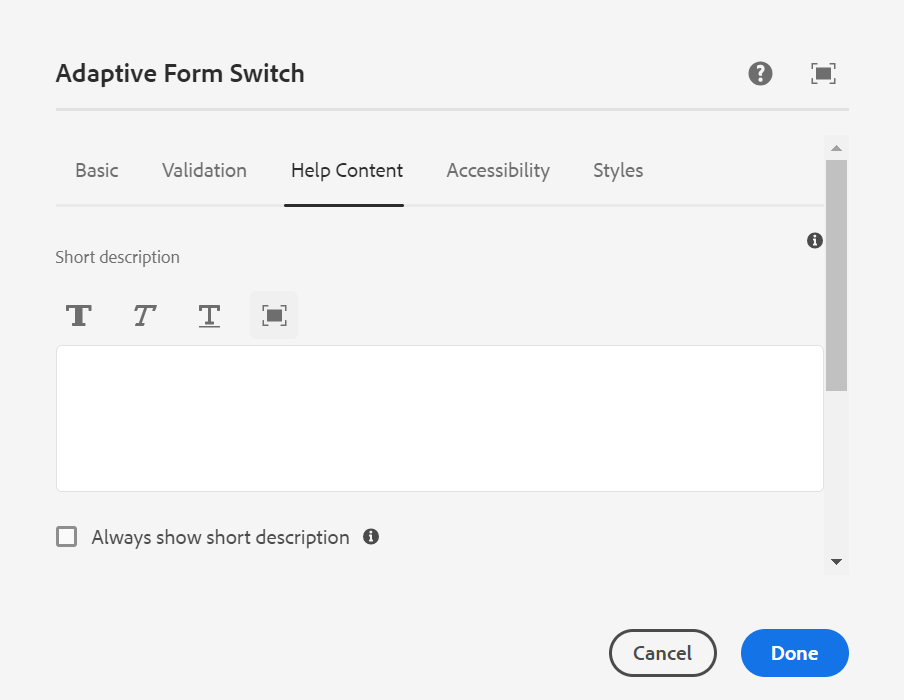 Adaptive Form Switch
Basic Validation Help Content Accessibility Styles
Short description
Always show short description
Cancel Done